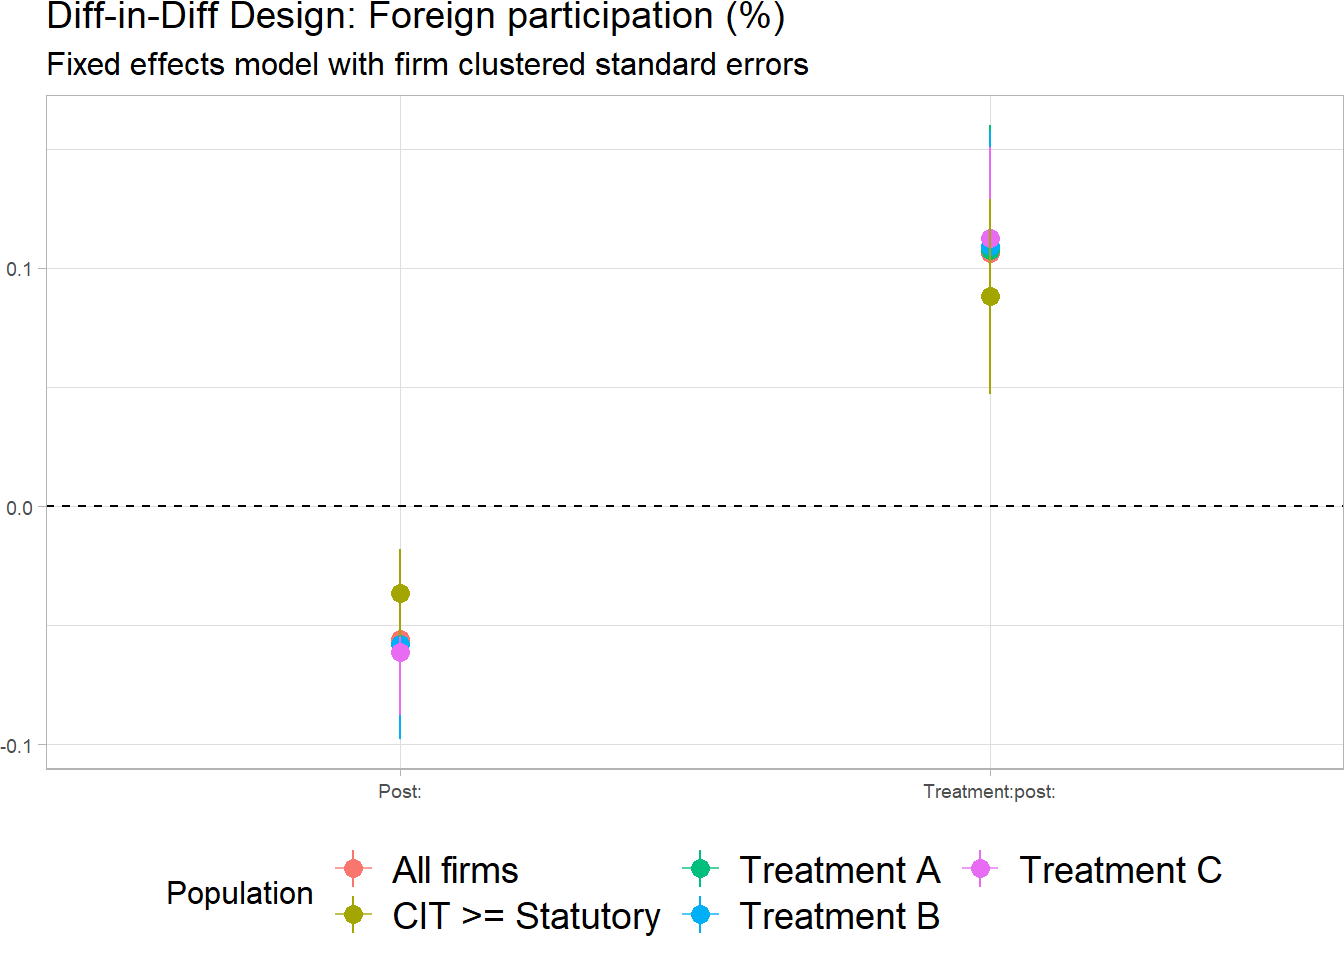 Diff-in-Diff Design: Foreign participation (%)
Fixed effects model with firm clustered standard errors
0.1
0.0
-0.1
Post:
Treatment:post:
Population
All firms
Treatment A
Treatment C
CIT >= Statutory
Treatment B